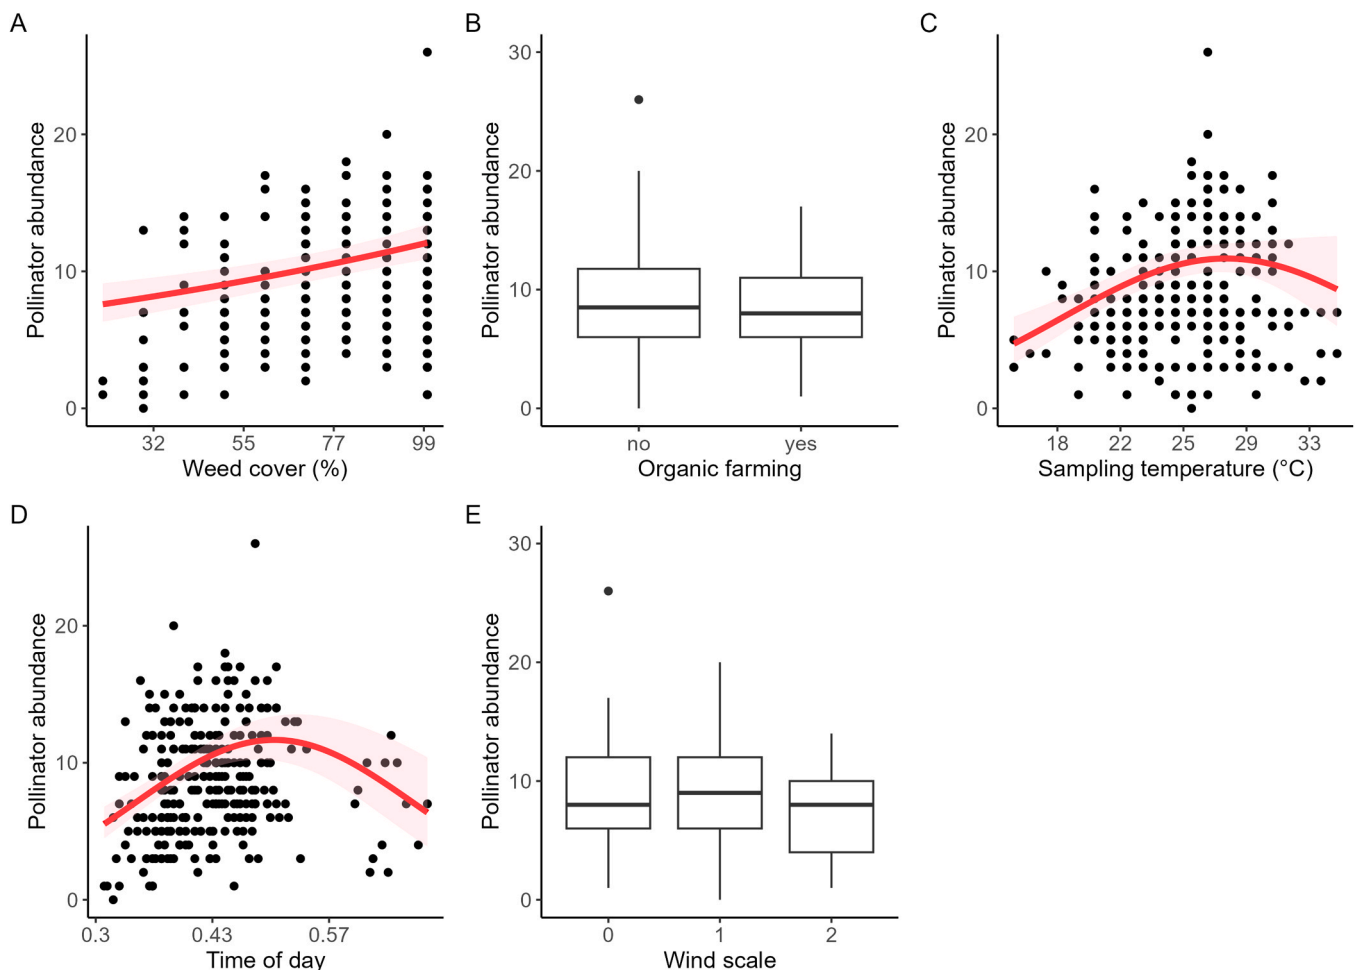 A
Pollinator abundance
20
10
0
32 55 77 99
Weed cover (%)
B
Pollinator abundance
30
20
10
0
no yes
Organic farming
C
Pollinator abundance
20
10
0
18 22 25 29 33
Sampling temperature (°C)
D
Pollinator abundance
20
10
0
0.3 0.43 0.57
Time of day
E
Pollinator abundance
30
20
10
0
0 1 2
Wind scale